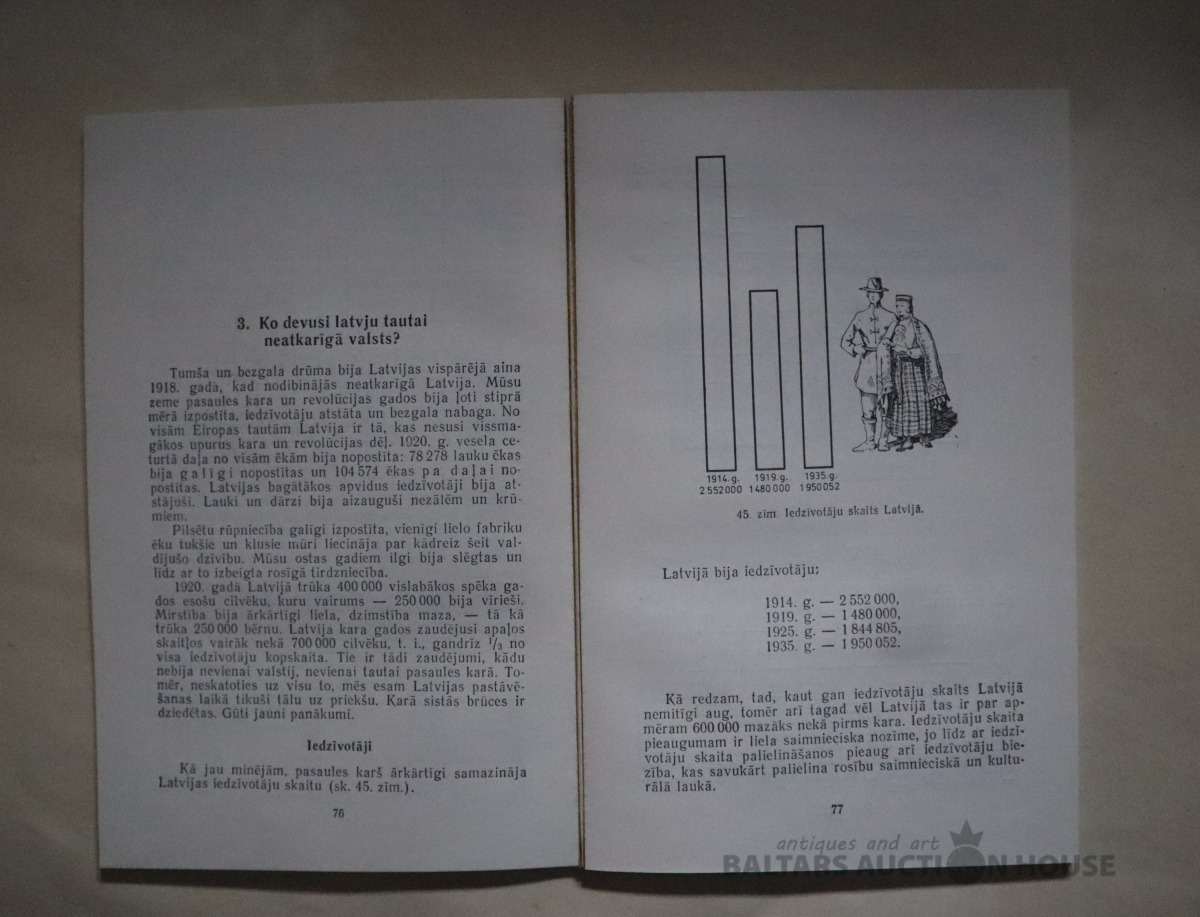 3. Ko devusi latvju tautai
neatkarīgā valsts?
Tumša un bezgala drūma bija Latvijas vispārējā aina
1918. gadā, kad nodibinājās neatkarīgā Latvija. Mūsu
zeme pasaules kara un revolūcijas gados bija ļoti stiprā
mērā izpostīta, iedzīvotāju atstāta un bezgala nabaga. No
visām Eiropas tautām Latvija ir tā, kas nesusi vissma-
gākos upurus kara un revolūcijas dēļ. 1920. g. vesela ce-
turtā daļa no visām ēkām bija nopostīta: 78 278 lauku ēkas
bija galīgi nopostītas un 104 574 ēkas pa daļai no-
postītas. Latvijas bagātākos apvidus iedzīvotāji bija at-
stājuši. Lauki un dārzi bija aizauguši nezālēm un krū-
miem.
Pilsētu rūpniecība galīgi izpostīta, vienīgi lielo fabriku
ēku tukšie un klusie mūri liecināja par kādreiz šeit val-
dījušo dzīvību. Mūsu ostas gadiem ilgi bija slēgtas un
līdz ar to izbeigta rosīgā tirdzniecība.
1920. gadā Latvijā trūka 400 000 vislabākos spēka ga-
dos esošu cilvēku, kuru vairums — 250 000 bija vīrieši.
Mirstība bija ārkārtīgi liela, dzimstība maza, — tā kā
trūka 250 000 bērnu. Latvija kara gados zaudējusi apaļos
skaitļos vairāk nekā 700 000 cilvēku, t. i., gandrīz 1/3 no
visa iedzīvotāju kopskaita. Tie ir tādi zaudējumi, kādu
nebija nevienai valstij, nevienai tautai pasaules karā. To-
mēr, neskatoties uz visu to, mēs esam Latvijas pastāvē-
šanas laikā tikuši tālu uz priekšu. Karā sistās brūces ir
dziedētas. Gūti jauni panākumi.
Iedzīvotāji
Kā jau minējām, pasaules karš ārkārtīgi samazināja
Latvijas iedzīvotāju skaitu (sk. 45. zīm.).
76
1914. g. 1919. g. 1935. g.
2 552 000 1 480 000 1 950 052
45. zīm. Iedzīvotāju skaits Latvijā.
Latvijā bija iedzīvotāju:
1914. g. — 2 552 000,
1919. g. — 1 480 000,
1925. g. — 1 844 805,
1935. g. — 1 950 052.
Kā redzam, tad, kaut gan iedzīvotāju skaits Latvijā
nemitīgi aug, tomēr arī tagad vēl Latvijā tas ir par ap-
mēram 600 000 mazāks nekā pirms kara. Iedzīvotāju skaita
pieaugumam ir liela saimnieciska nozīme, jo līdz ar iedzī-
votāju skaita palielināšanos pieaug arī iedzīvotāju bie-
zība, kas savukārt palielina rosību saimnieciskā un kultu-
rālā laukā.
77
antiques and art
BALTARS AUCTION HOUSE